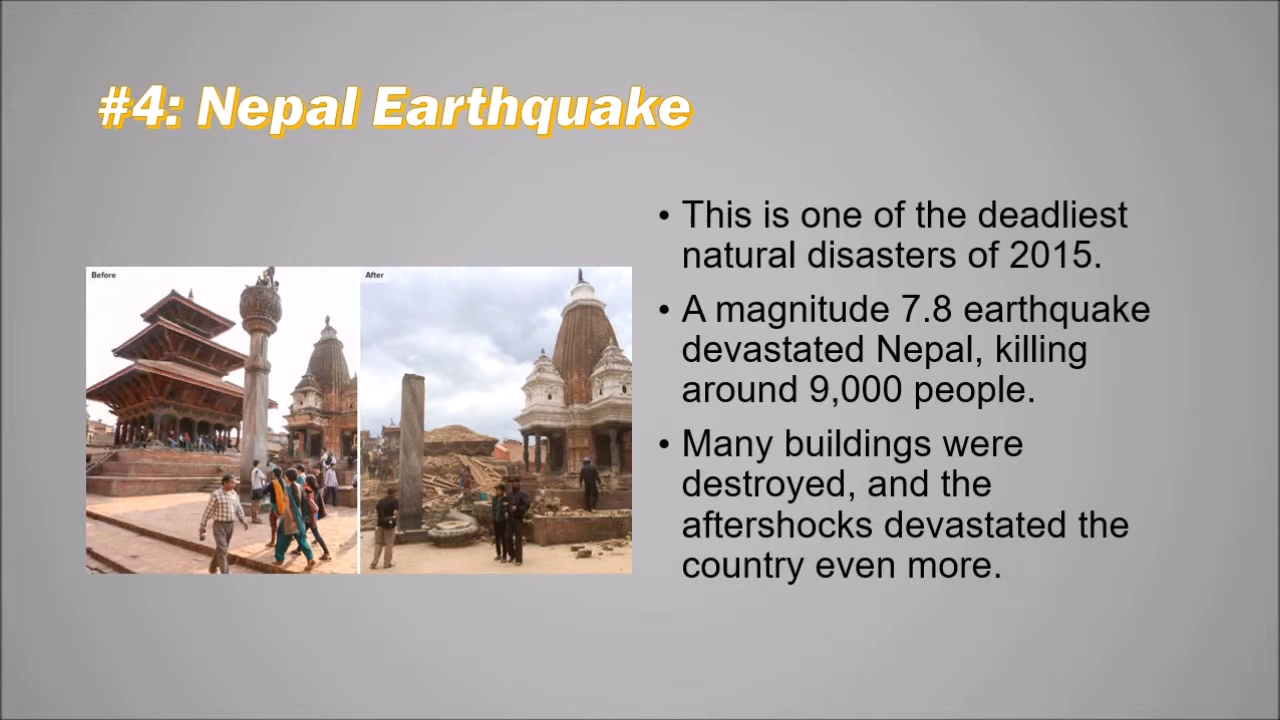 #4: Nepal Earthquake
Before
After
• This is one of the deadliest
natural disasters of 2015.
• A magnitude 7.8 earthquake
devastated Nepal, killing
around 9,000 people.
• Many buildings were
destroyed, and the
aftershocks devastated the
country even more.